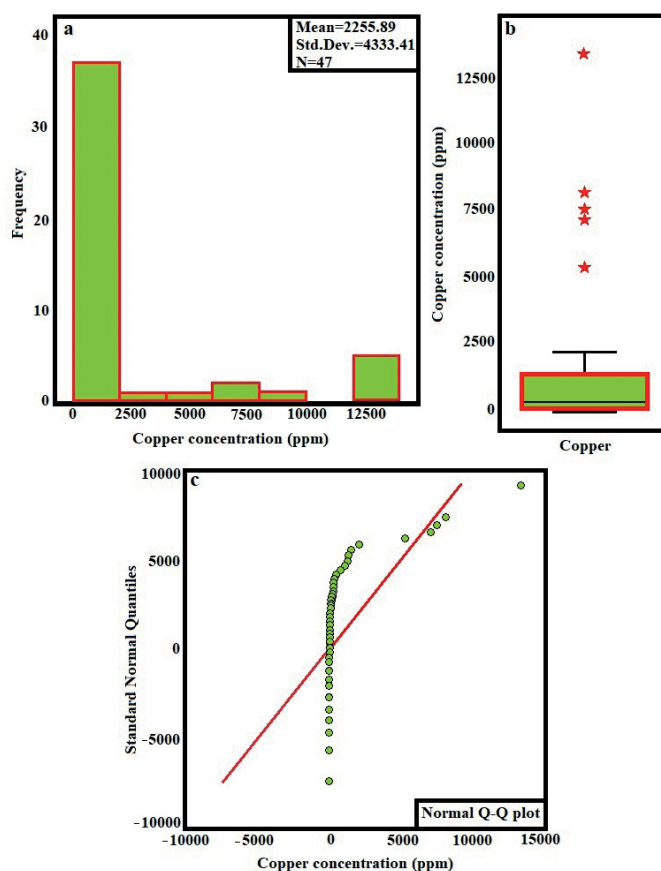 a
Mean=2255.89
Std.Dev.=4333.41
N=47
40
30
20
10
0
Frequency
0 2500 5000 7500 10000 12500
Copper concentration (ppm)
b
12500
10000
7500
5000
2500
0
Copper concentration (ppm)
Copper
c
10000
5000
0
-5000
-10000
Standard Normal Quantiles
Normal Q-Q plot
-10000 -5000 0 5000 10000 15000
Copper concentration (ppm)